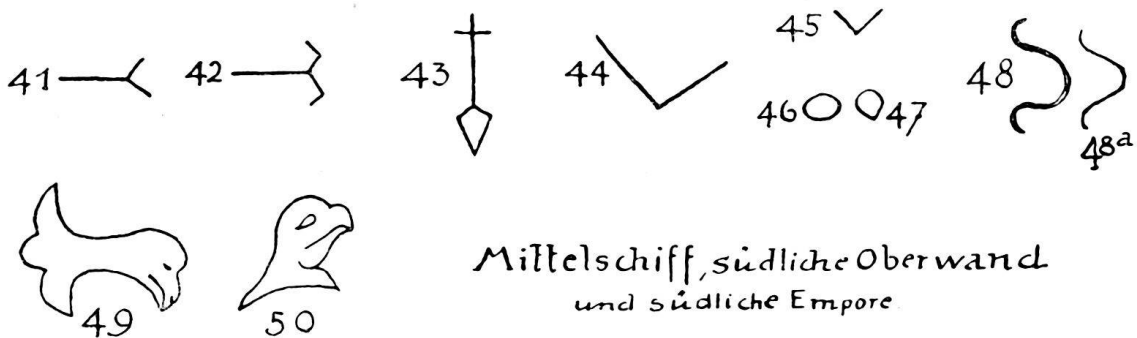 41 42 43 44 45
46 47 48 48a
49 50
Mittelschiff, südliche Oberwand
und südliche Empore